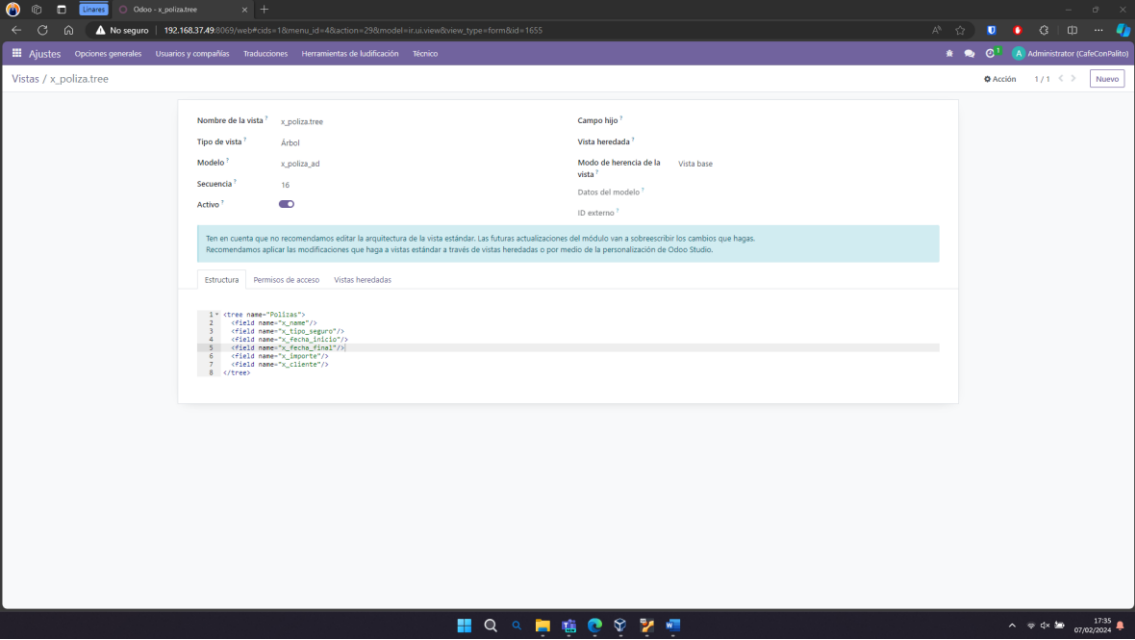 Linares
Odoo - x_poliza.tree
No seguro
192.168.37.49:8069/web#cids=1&menu_id=4&action=29&model=ir.ui.view&view_type=form&id=1655
Ajustes Opciones generales Usuarios y compañías Traducciones Herramientas de ludificación Técnico
1
A Administrator (CafeConPalito)
Vistas / x_poliza.tree
Acción 1 / 1 Nuevo
Nombre de la vista ? x_poliza.tree
Tipo de vista ? Árbol
Modelo ? x_poliza_ad
Secuencia ? 16
Activo ?
Campo hijo ?
Vista heredada ?
Modo de herencia de la vista ? Vista base
Datos del modelo ?
ID externo ?
Ten en cuenta que no recomendamos editar la arquitectura de la vista estándar. Las futuras actualizaciones del módulo van a sobreescribir los cambios que hagas.
Recomendamos aplicar las modificaciones que haga a vistas estándar a través de vistas heredadas o por medio de la personalización de Odoo Studio.
Estructura Permisos de acceso Vistas heredadas
1 <tree name="Polizas">
2 <field name="x_name"/>
3 <field name="x_tipo_seguro"/>
4 <field name="x_fecha_inicio"/>
5 <field name="x_fecha_final"/>
6 <field name="x_importe"/>
7 <field name="x_cliente"/>
8 </tree>
17:35
07/02/2024